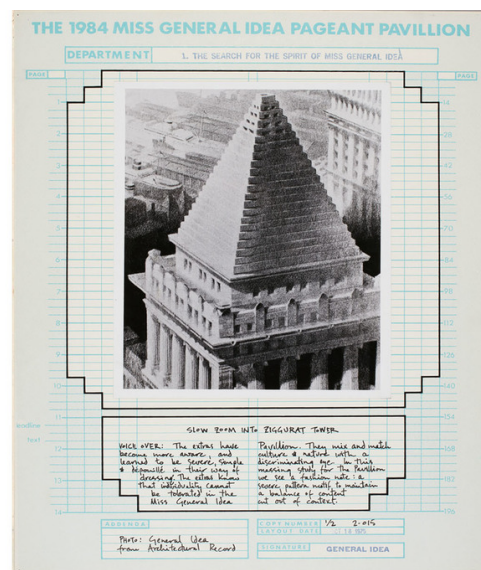 THE 1984 MISS GENERAL IDEA PAGEANT PAVILLION
DEPARTMENT
1. THE SEARCH FOR THE SPIRIT OF MISS GENERAL IDEA
PAGE
PAGE
SLOW ZOOM INTO ZIGGURAT TOWER
VOICE OVER: The extras have
become more aware, and
learned to be severe, simple
& in their way of
dressing. The extras know
that individuality cannot
be tolerated in the
Miss General Idea
Pavillion. They mix and match
culture & nature with a
discriminating eye. In this
massing study for the Pavillion
we see a fashion note: a
severe pattern motif to maintain
a balance of content
cut out of context.
headline
text
ADDENDA
PHOTO: General Idea
from Architectural Record
COPY NUMBER 1/2 2-015
LAYOUT DATE 1975
SIGNATURE GENERAL IDEA